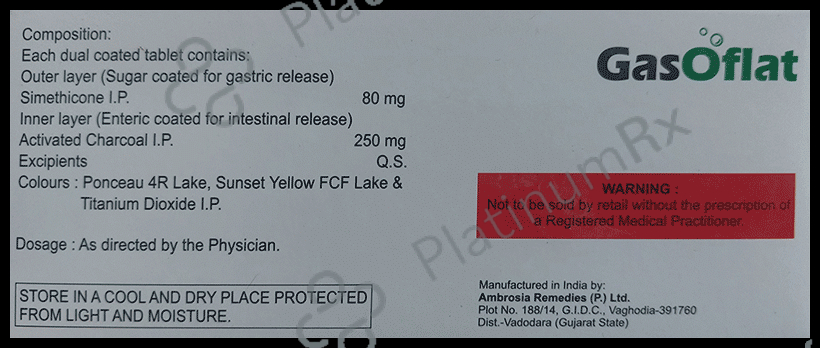 Composition:
Each dual coated tablet contains:
Outer layer (Sugar coated for gastric release)
Simethicone I.P. 80 mg
Inner layer (Enteric coated for intestinal release)
Activated Charcoal I.P. 250 mg
Excipients Q.S.
Colours : Ponceau 4R Lake, Sunset Yellow FCF Lake &
Titanium Dioxide I.P.
Dosage : As directed by the Physician.
STORE IN A COOL AND DRY PLACE PROTECTED
FROM LIGHT AND MOISTURE.
GasOflat
WARNING :
Not to be sold by retail without the prescription of
a Registered Medical Practitioner.
Manufactured in India by:
Ambrosia Remedies (P.) Ltd.
Plot No. 188/14, G.I.D.C., Vaghodia-391760
Dist.-Vadodara (Gujarat State)
Platinum
PlatinumRx